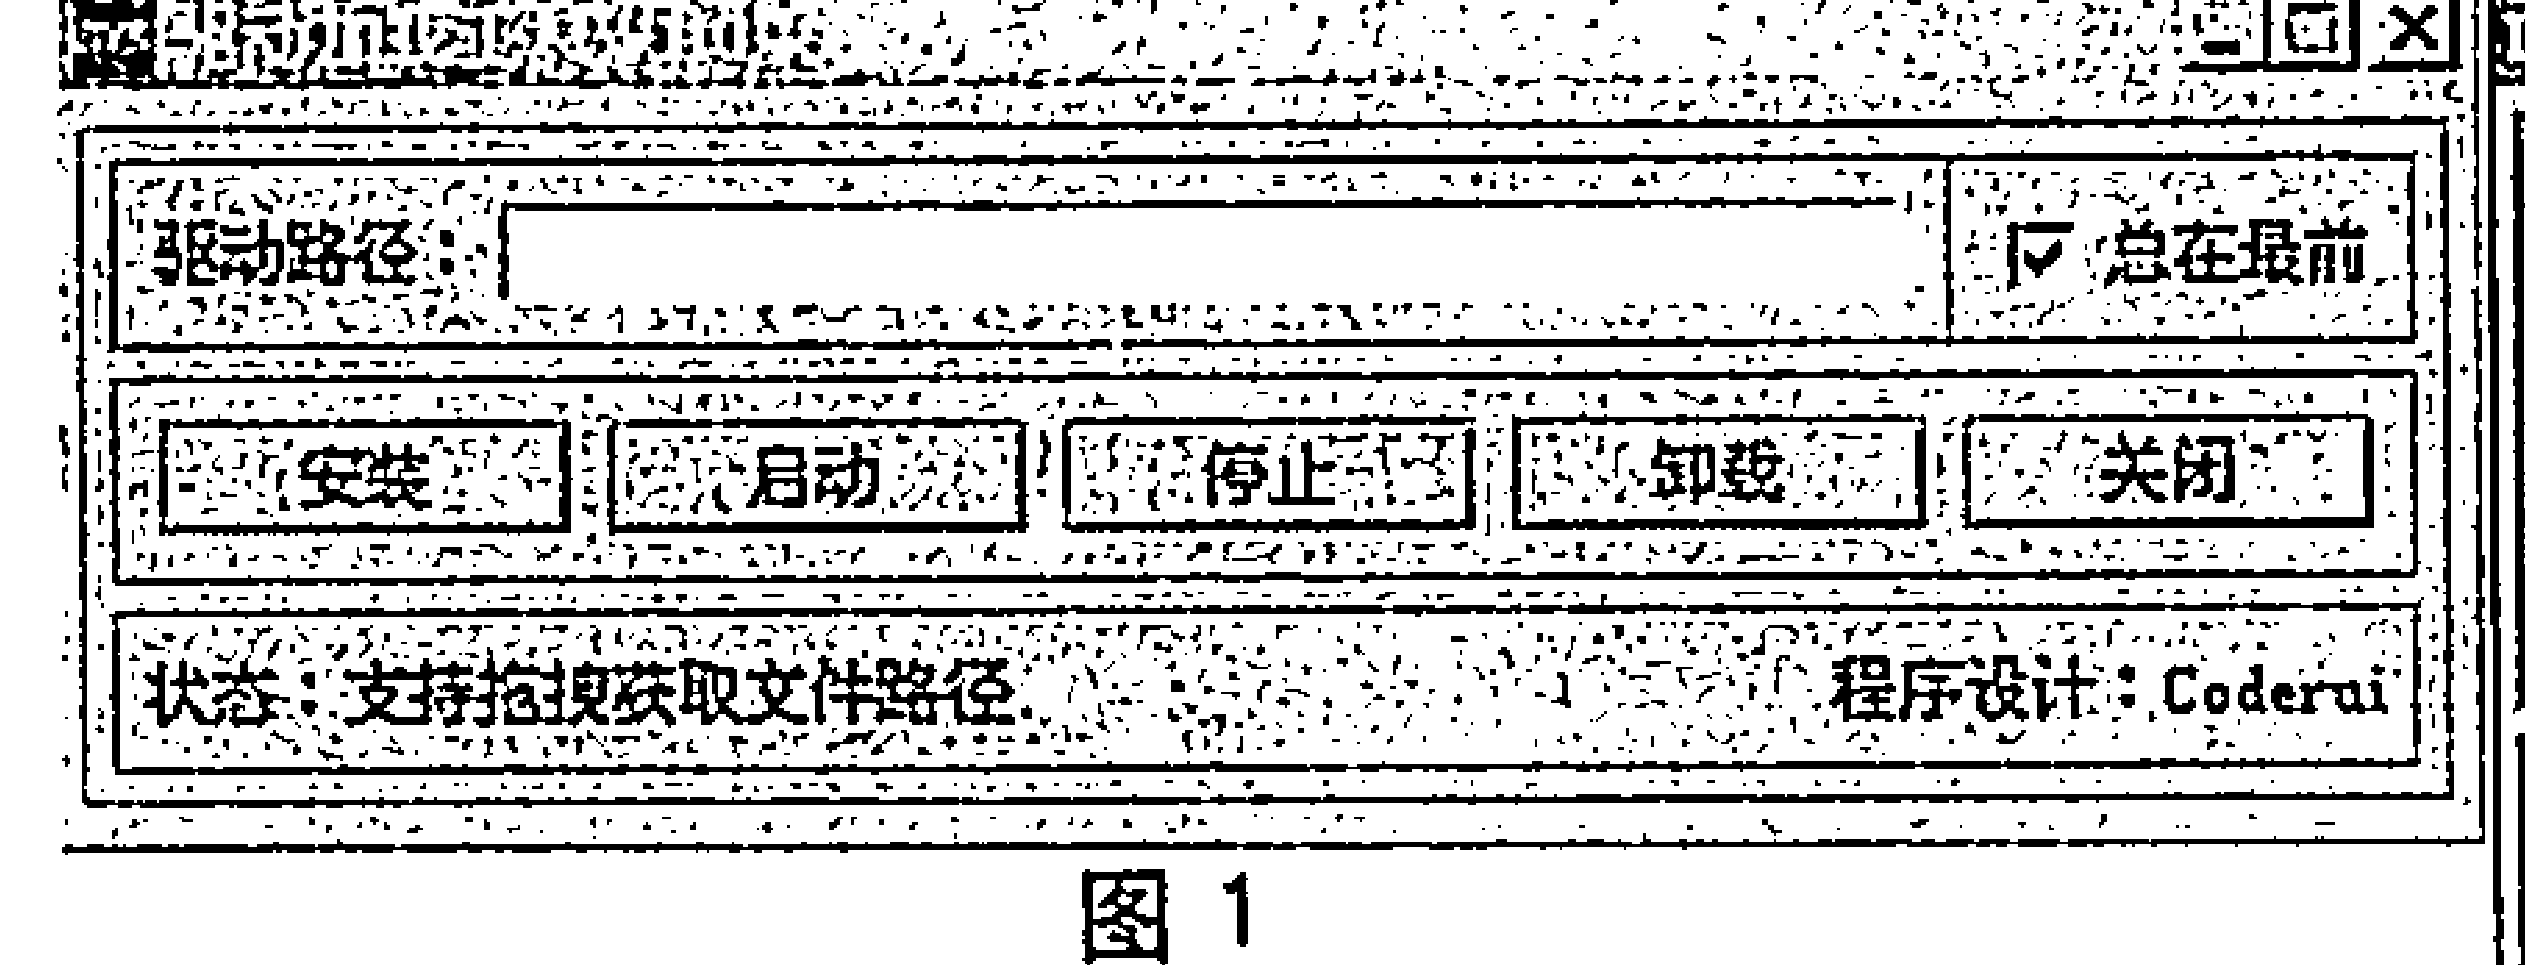 驱动路径：
总在最前
安装 启动 停止 卸载 关闭
状态：支持拖拽获取文件路径. 程序设计：Coderui
图 1